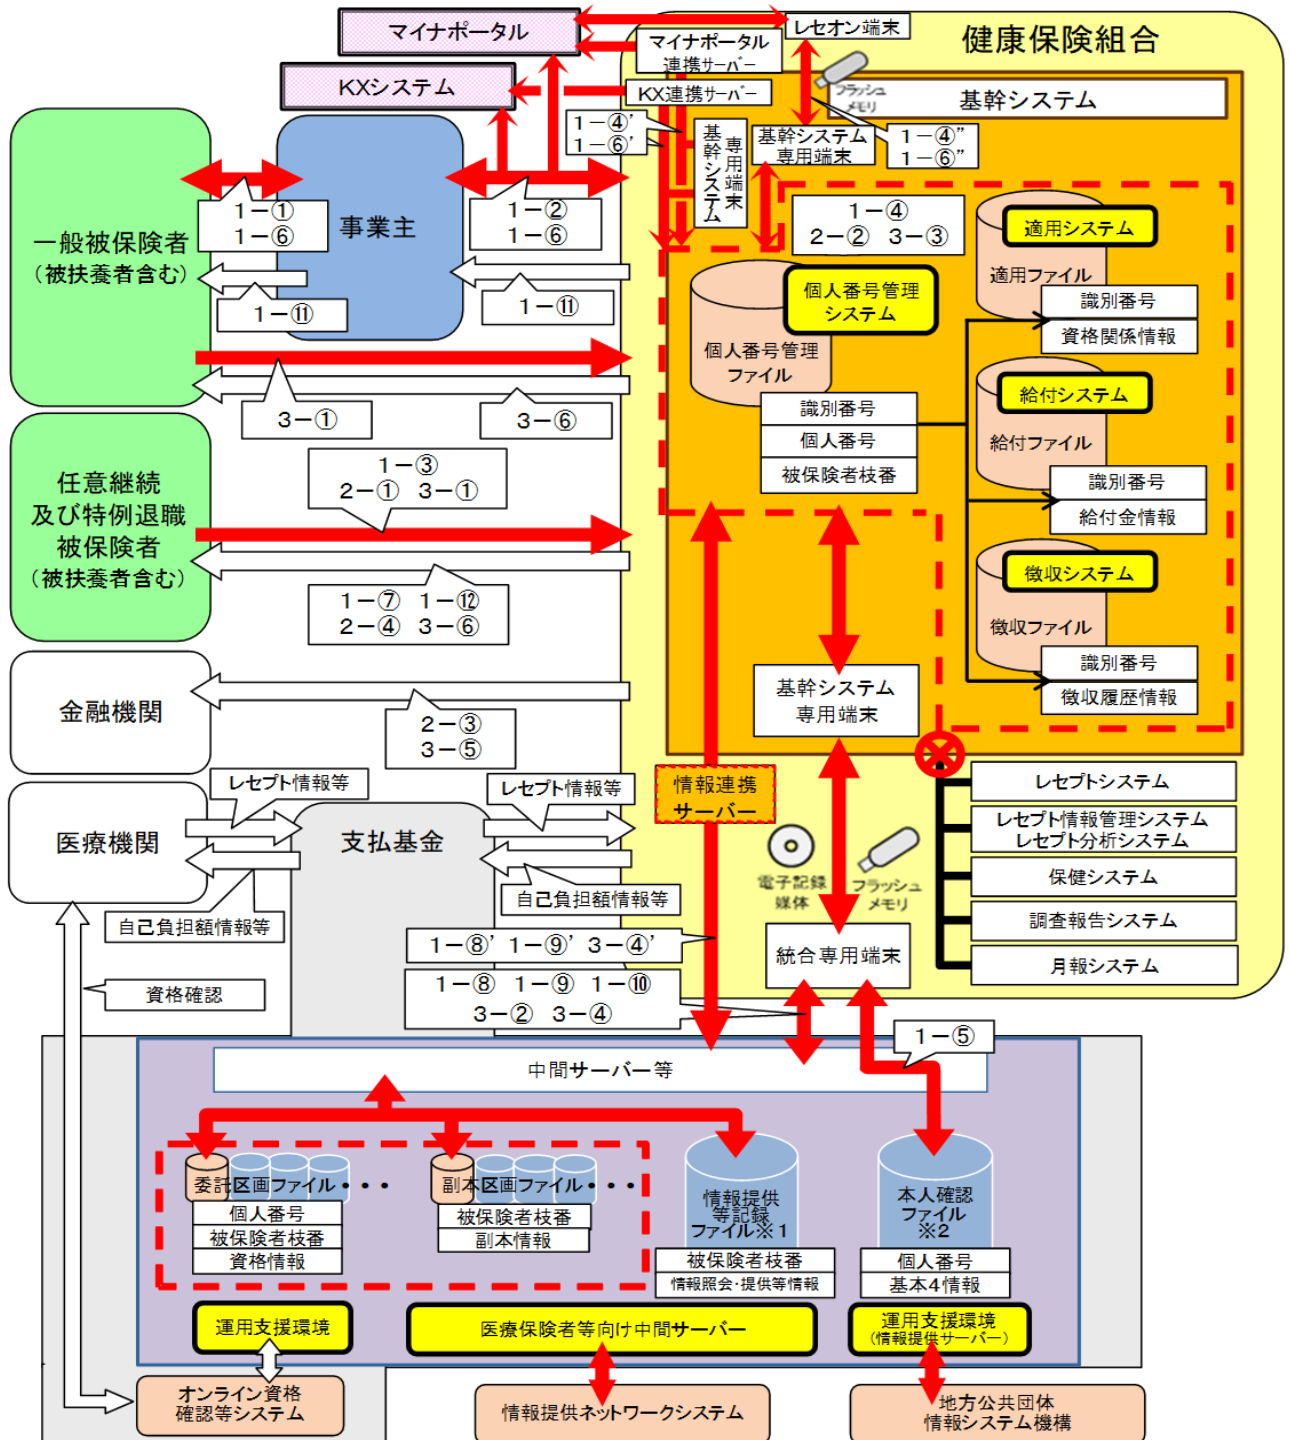 マイナポータル
レセオン端末
マイナポータル
連携サーバー
健康保険組合
KXシステム
KX連携サーバー
フラッシュ
メモリ
基幹システム
1－④’
1－⑥’
基幹システム
専用端末
基幹システム
専用端末
1－④”
1－⑥”
一般被保険者
（被扶養者含む）
1－①
1－⑥
事業主
1－②
1－⑥
1－④
2－② 3－③
適用システム
適用ファイル
識別番号
資格関係情報
1－⑪
1－⑪
個人番号管理
システム
個人番号管理
ファイル
識別番号
個人番号
被保険者枝番
給付システム
給付ファイル
識別番号
給付金情報
3－①
3－⑥
任意継続
及び特例退職
被保険者
（被扶養者含む）
1－③
2－① 3－①
1－⑦ 1－⑫
2－④ 3－⑥
徴収システム
徴収ファイル
識別番号
徴収履歴情報
基幹システム
専用端末
金融機関
2－③
3－⑤
医療機関
レセプト情報等
レセプト情報等
支払基金
自己負担額情報等
自己負担額情報等
情報連携
サーバー
電子記録
媒体
フラッシュ
メモリ
レセプトシステム
レセプト情報管理システム
レセプト分析システム
保健システム
調査報告システム
月報システム
統合専用端末
1－⑧’ 1－⑨’ 3－④’
1－⑧ 1－⑨ 1－⑩
3－② 3－④
資格確認
1－⑤
中間サーバー等
委託区画ファイル・・・
個人番号
被保険者枝番
資格情報
副本区画ファイル・・・
被保険者枝番
副本情報
情報提供
等記録
ファイル※1
被保険者枝番
情報照会・提供等情報
本人確認
ファイル
※2
個人番号
基本4情報
運用支援環境
医療保険者等向け中間サーバー
運用支援環境
（情報提供サーバー）
オンライン資格
確認等システム
情報提供ネットワークシステム
地方公共団体
情報システム機構